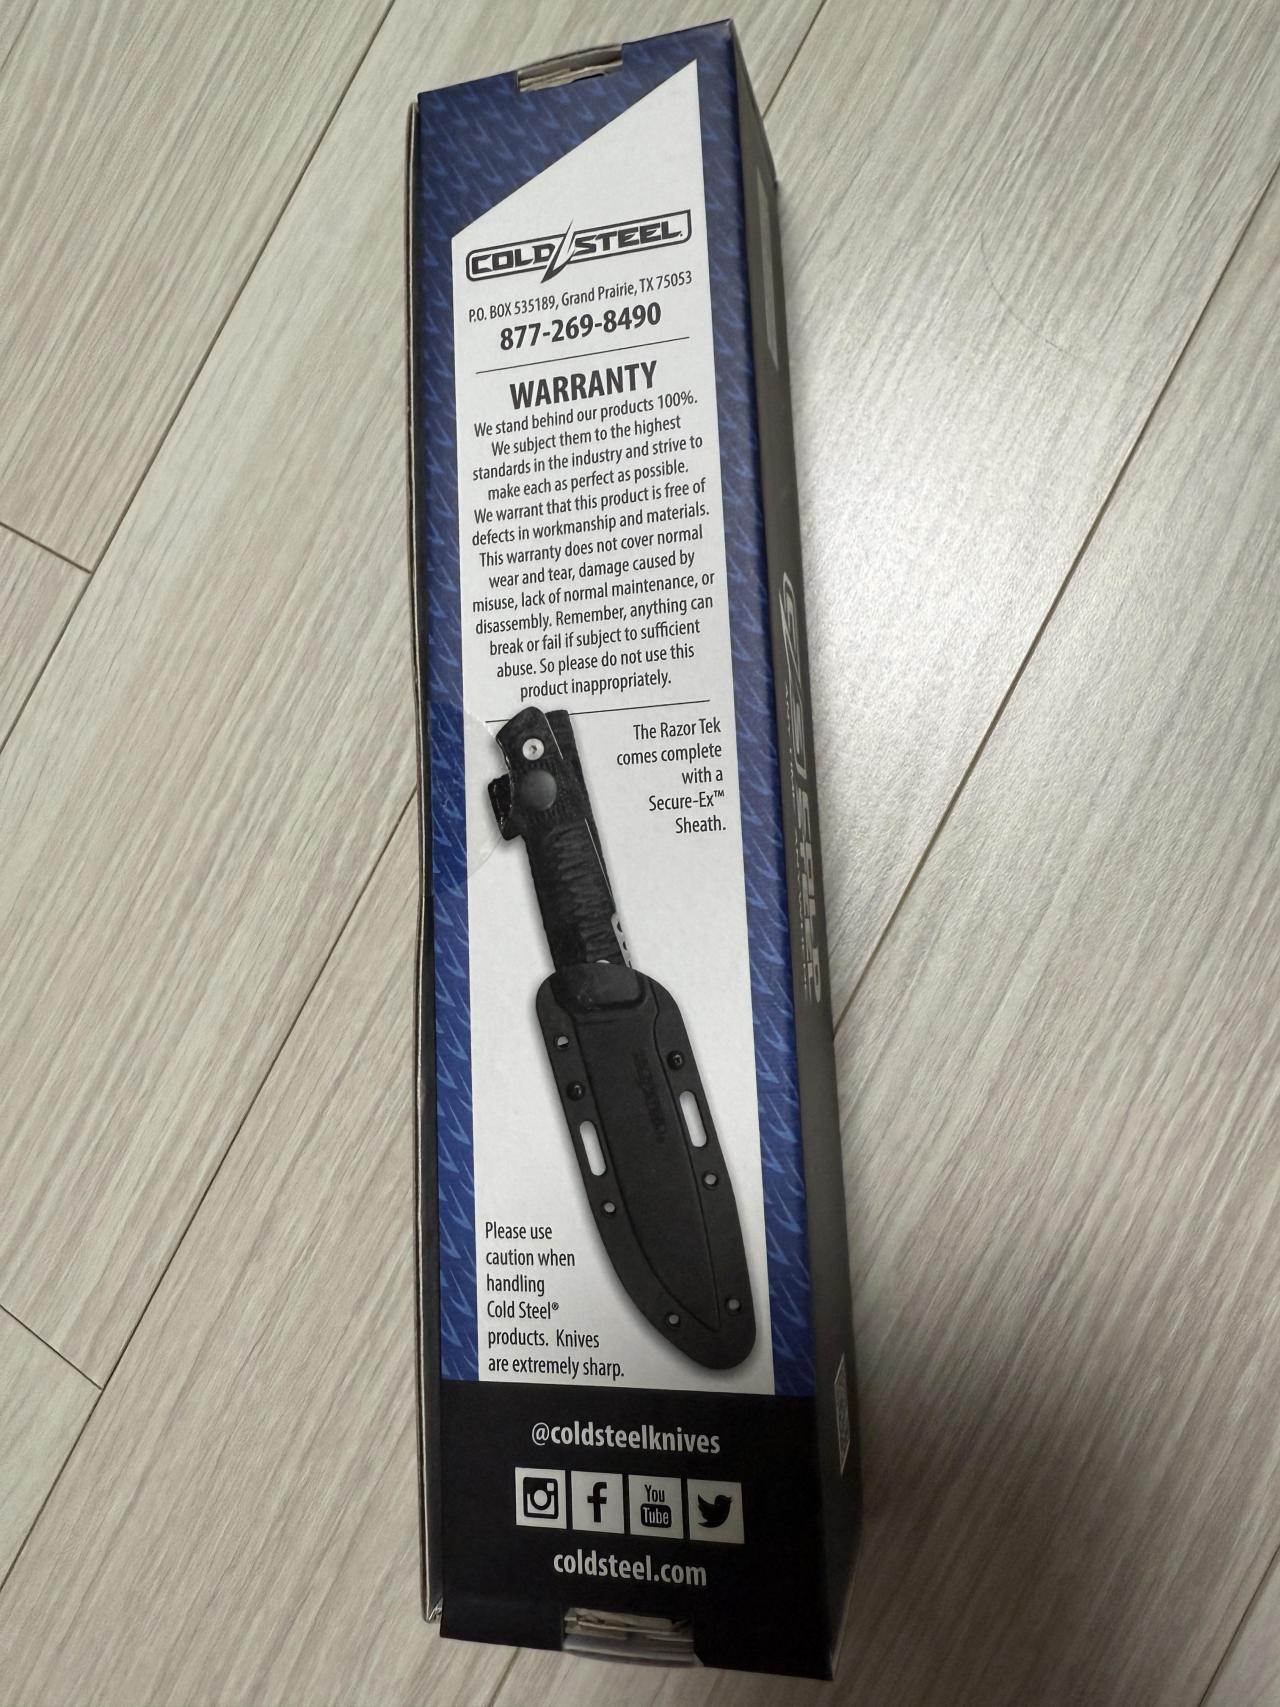 COLD STEEL
P.O. BOX 535189, Grand Prairie, TX 75053
877-269-8490
WARRANTY
We stand behind our products 100%.
We subject them to the highest
standards in the industry and strive to
make each as perfect as possible.
We warrant that this product is free of
defects in workmanship and materials.
This warranty does not cover normal
wear and tear, damage caused by
misuse, lack of normal maintenance, or
disassembly. Remember, anything can
break or fail if subject to sufficient
abuse. So please do not use this
product inappropriately.
The Razor Tek
comes complete
with a
Secure-Ex™
Sheath.
Please use
caution when
handling
Cold Steel®
products. Knives
are extremely sharp.
@coldsteelknives
You
Tube
coldsteel.com